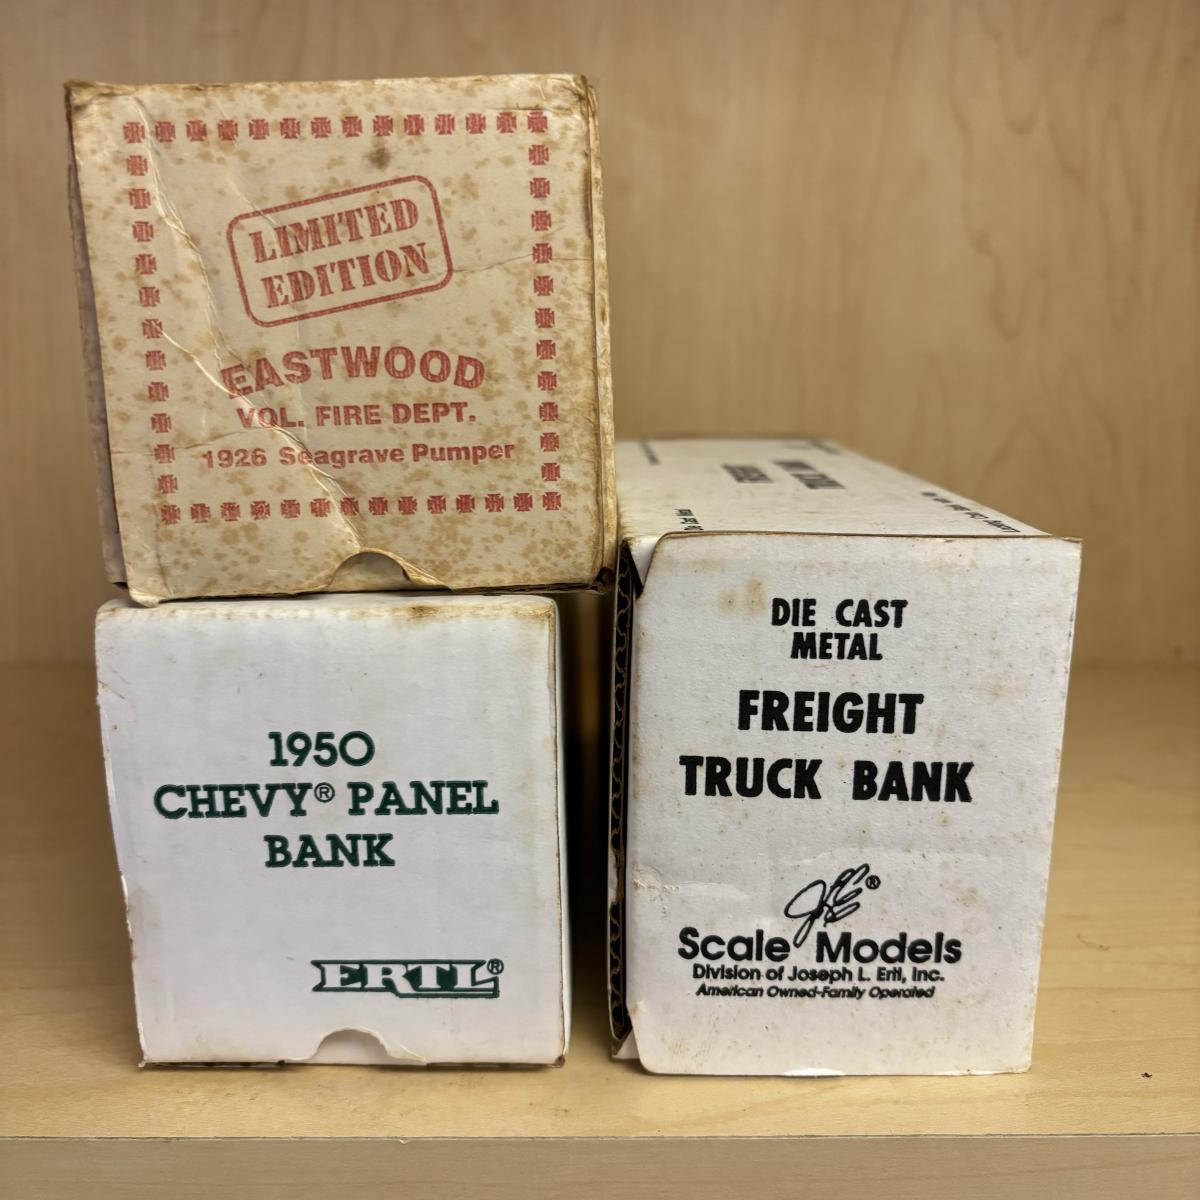 LIMITED
EDITION
EASTWOOD
VOL. FIRE DEPT.
1926 Seagrave Pumper
1950
CHEVY® PANEL
BANK
ERTL®
DIE CAST
METAL
FREIGHT
TRUCK BANK
®
Scale Models
Division of Joseph L. Ertl, Inc.
American Owned-Family Operated